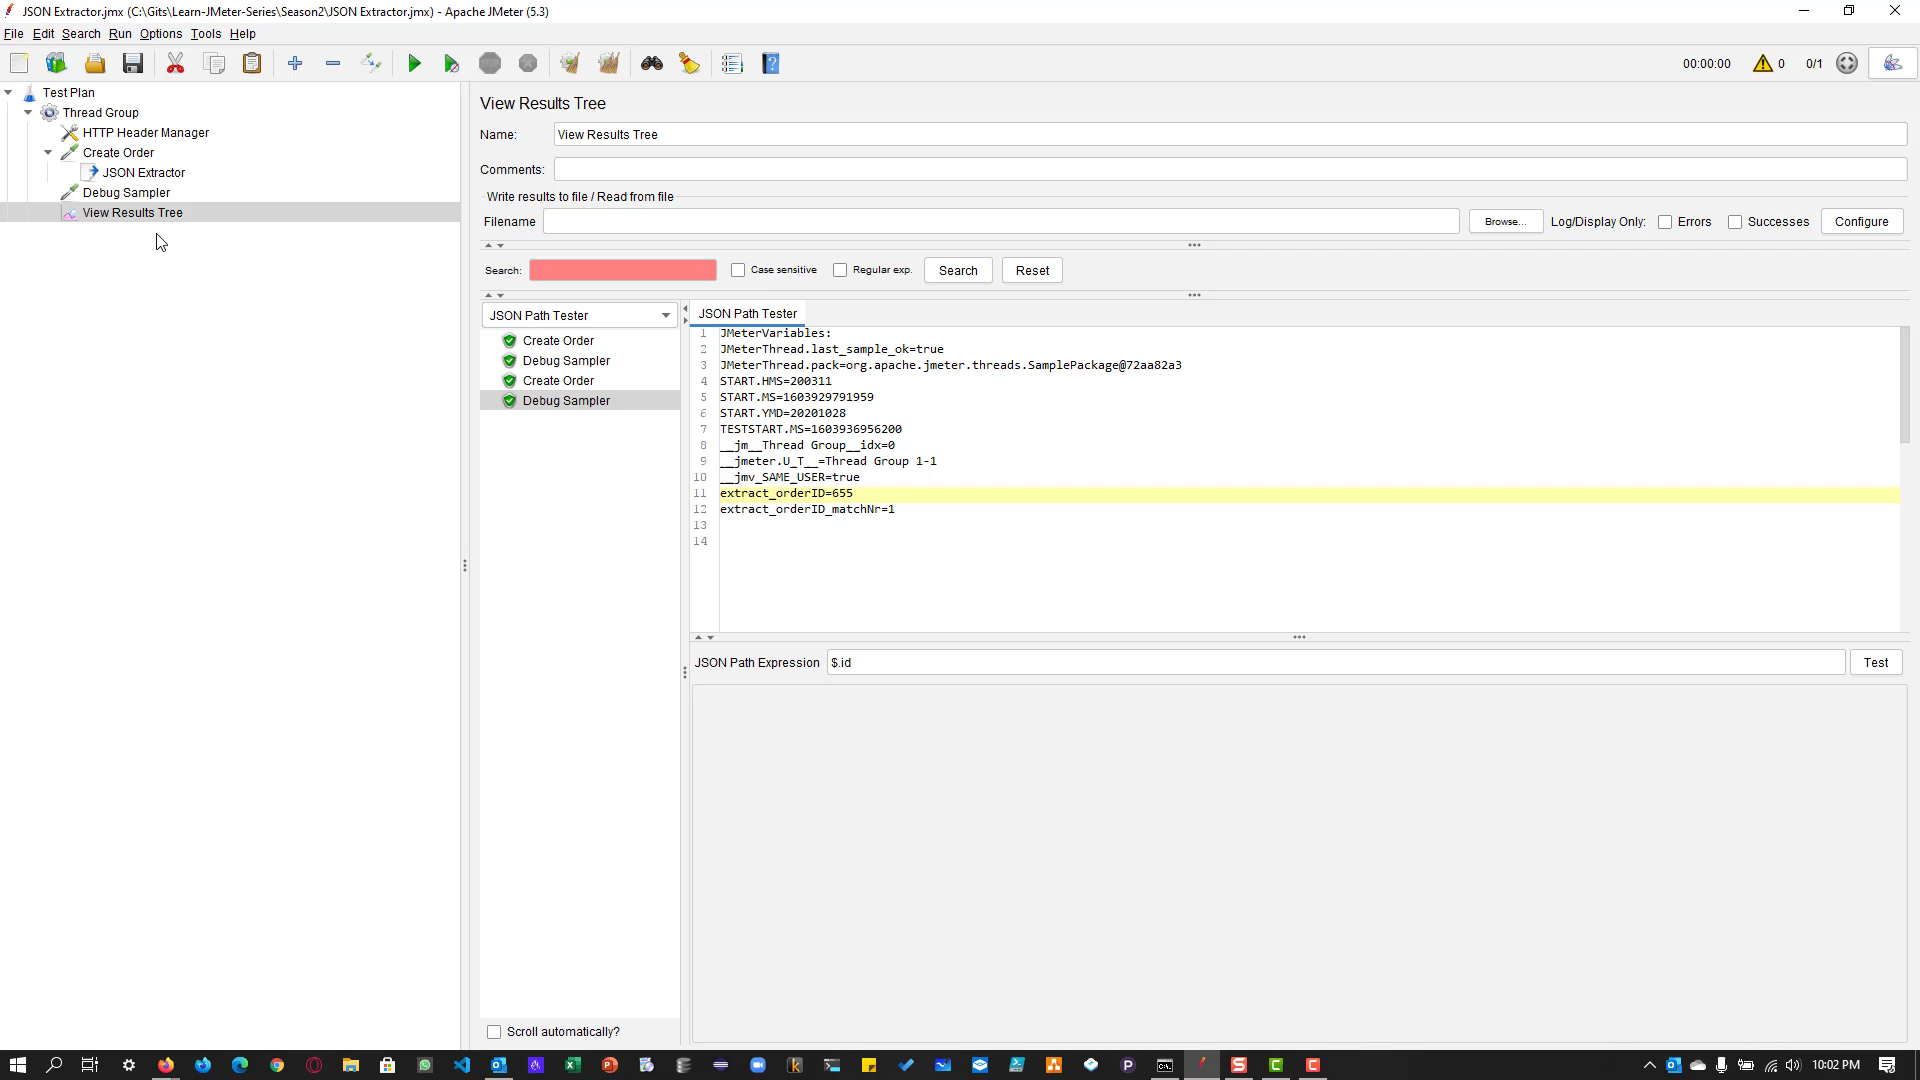 JSON Extractor.jmx (C:\Gits\Learn-JMeter-Series\Season2\JSON Extractor.jmx) - Apache JMeter (5.3)
File Edit Search Run Options Tools Help
00:00:00 0 0/1
Test Plan
Thread Group
HTTP Header Manager
Create Order
JSON Extractor
Debug Sampler
View Results Tree
View Results Tree
Name: View Results Tree
Comments:
Write results to file / Read from file
Filename Browse... Log/Display Only: Errors Successes Configure
Search: Case sensitive Regular exp. Search Reset
JSON Path Tester
Create Order
Debug Sampler
Create Order
Debug Sampler
Scroll automatically?
JSON Path Tester
1 JMeterVariables:
2 JMeterThread.last_sample_ok=true
3 JMeterThread.pack=org.apache.jmeter.threads.SamplePackage@72aa82a3
4 START.HMS=200311
5 START.MS=1603929791959
6 START.YMD=20201028
7 TESTSTART.MS=1603936956200
8 __jm__Thread Group__idx=0
9 __jmeter.U_T__=Thread Group 1-1
10 __jmv_SAME_USER=true
11 extract_orderID=655
12 extract_orderID_matchNr=1
13
14
JSON Path Expression $.id Test
10:02 PM